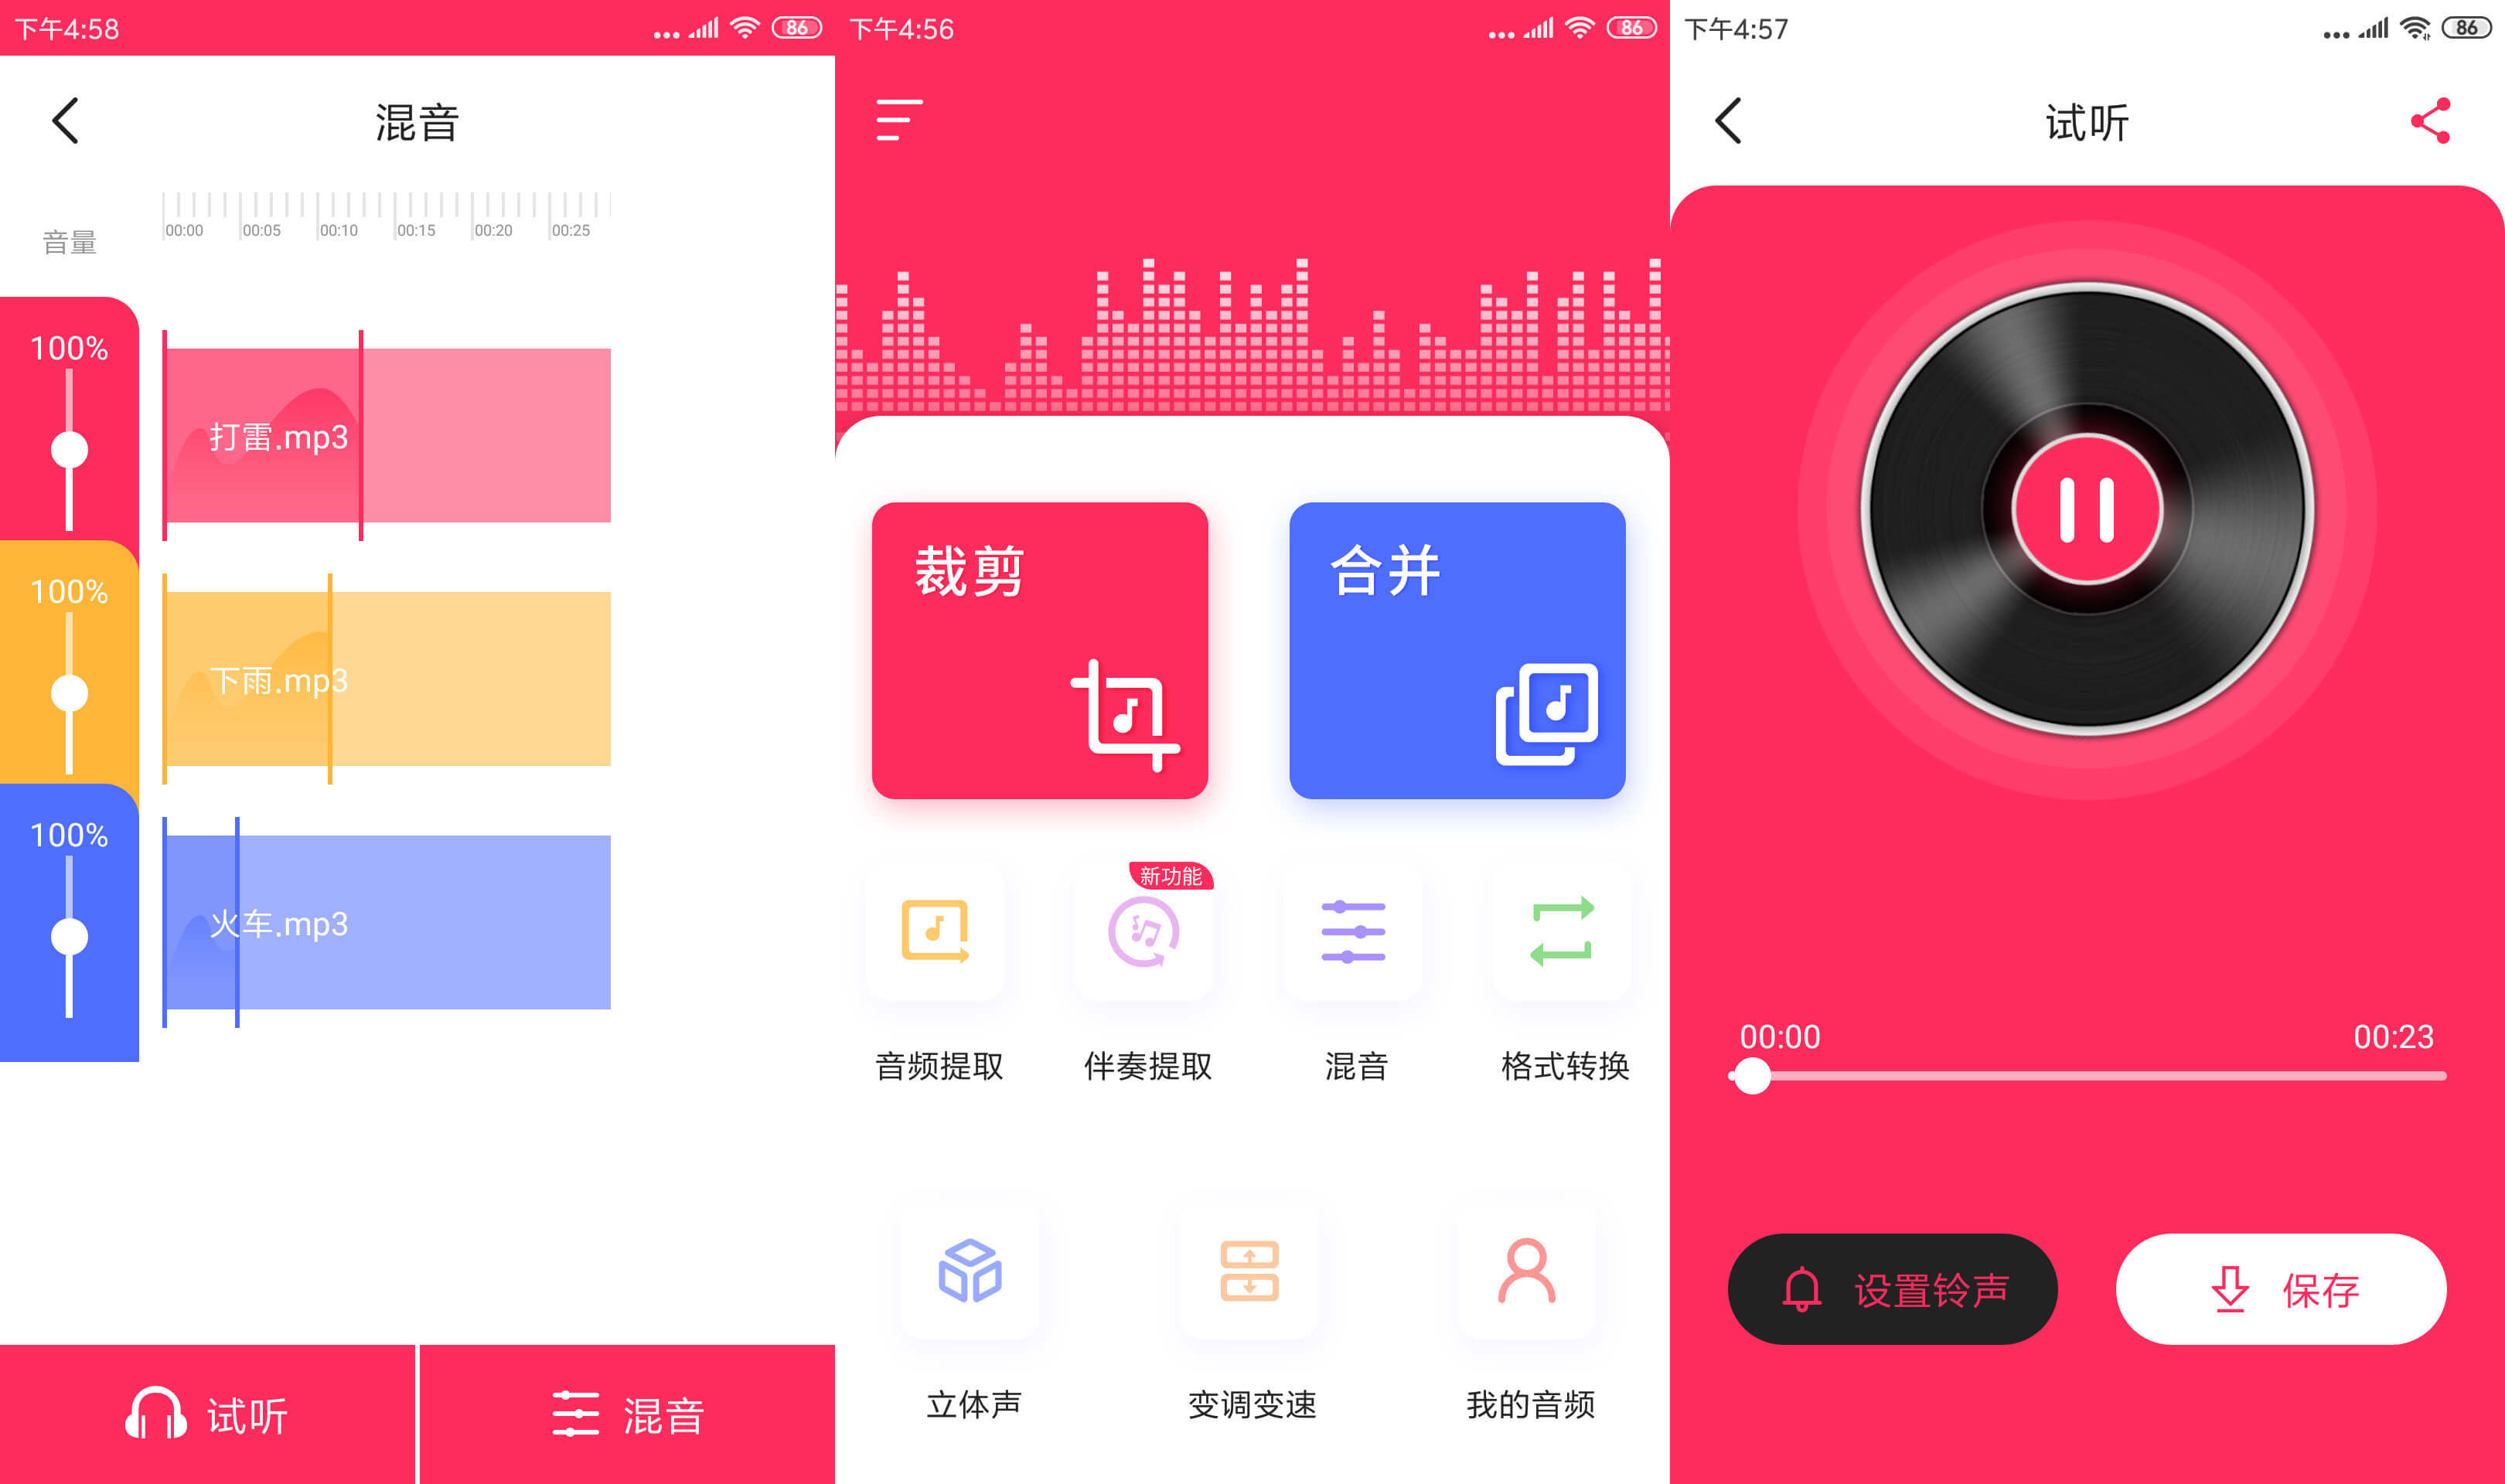 下午4:58
86
混音
音量
00:00 00:05 00:10 00:15 00:20 00:25
100%
打雷.mp3
100%
下雨.mp3
100%
火车.mp3
试听
混音
下午4:56
86
裁剪
合并
新功能
音频提取
伴奏提取
混音
格式转换
立体声
变调变速
我的音频
下午4:57
86
试听
00:00
00:23
设置铃声
保存